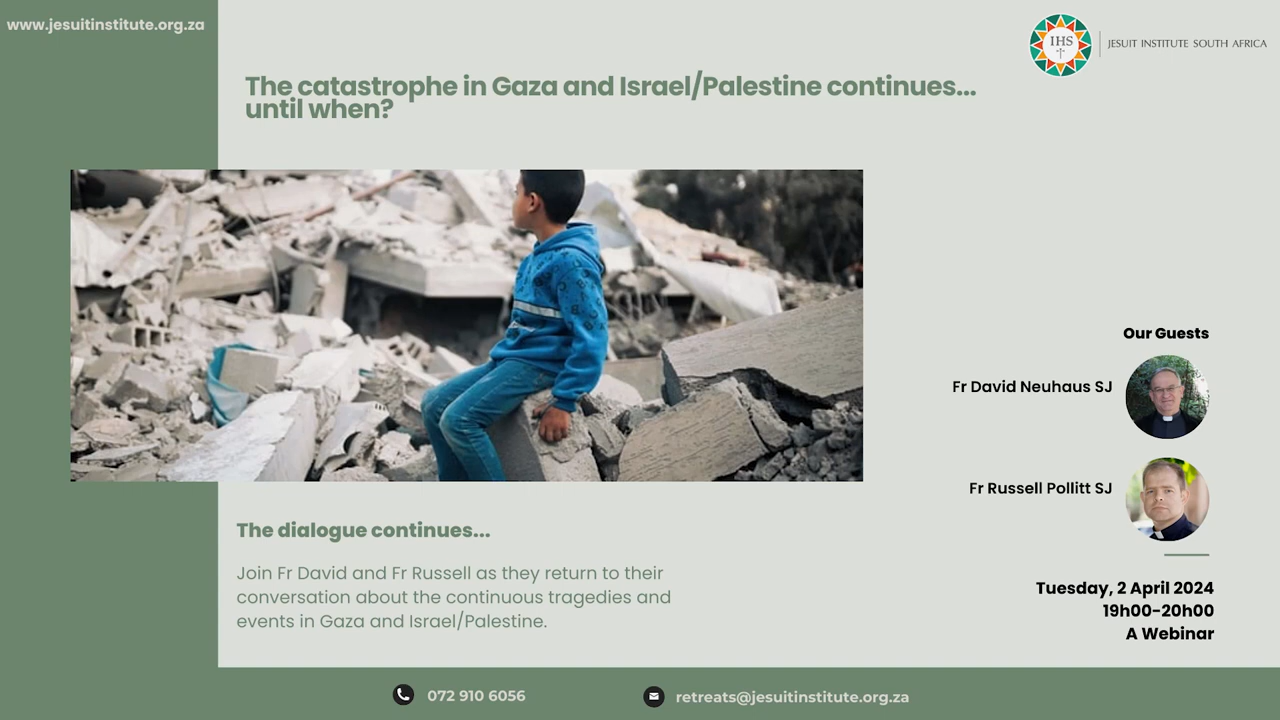 www.jesuitinstitute.org.za
IHS
JESUIT INSTITUTE SOUTH AFRICA
The catastrophe in Gaza and Israel/Palestine continues...
until when?
Our Guests
Fr David Neuhaus SJ
Fr Russell Pollitt SJ
The dialogue continues...
Join Fr David and Fr Russell as they return to their
conversation about the continuous tragedies and
events in Gaza and Israel/Palestine.
Tuesday, 2 April 2024
19h00-20h00
A Webinar
072 910 6056
retreats@jesuitinstitute.org.za